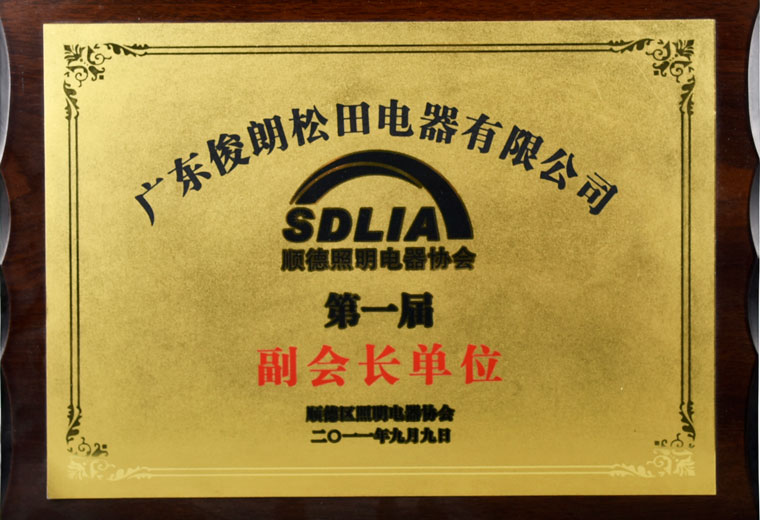 广东俊朗松田电器有限公司
SDLIA
顺德照明电器协会
第一届
副会长单位
顺德区照明电器协会
二〇一一年九月九日